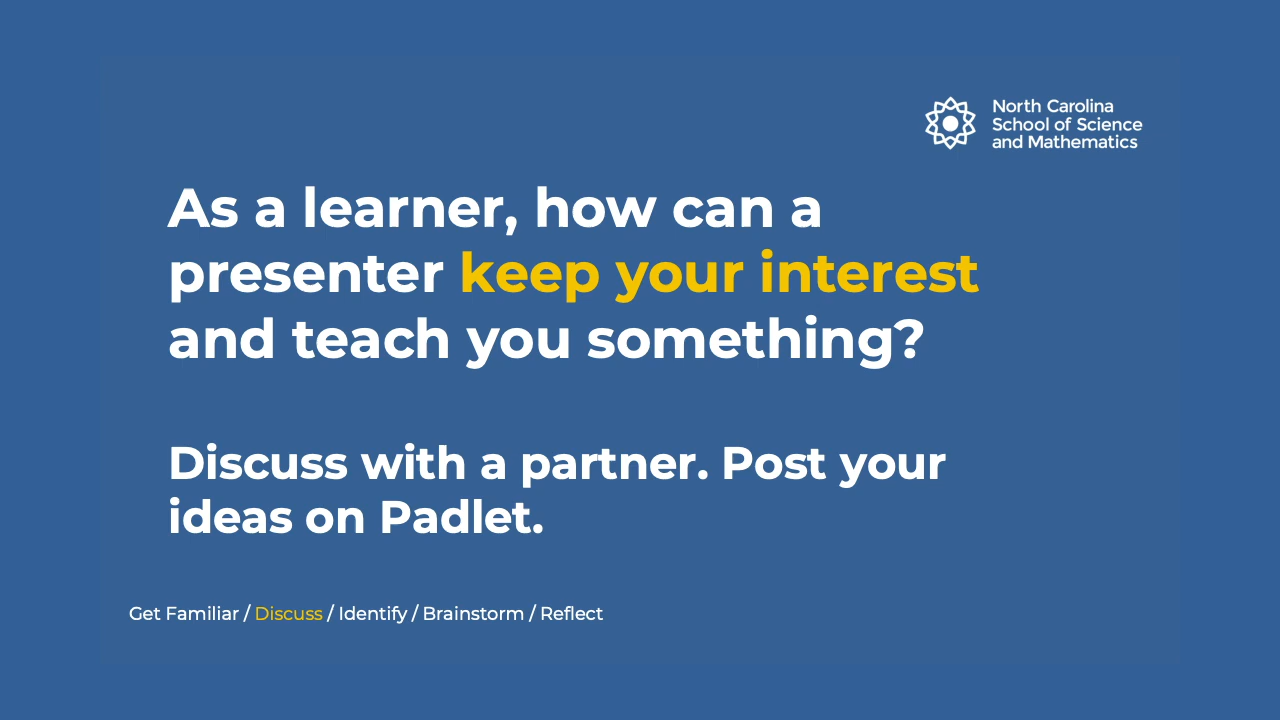 North Carolina
School of Science
and Mathematics
As a learner, how can a
presenter keep your interest
and teach you something?
Discuss with a partner. Post your
ideas on Padlet.
Get Familiar / Discuss / Identify / Brainstorm / Reflect